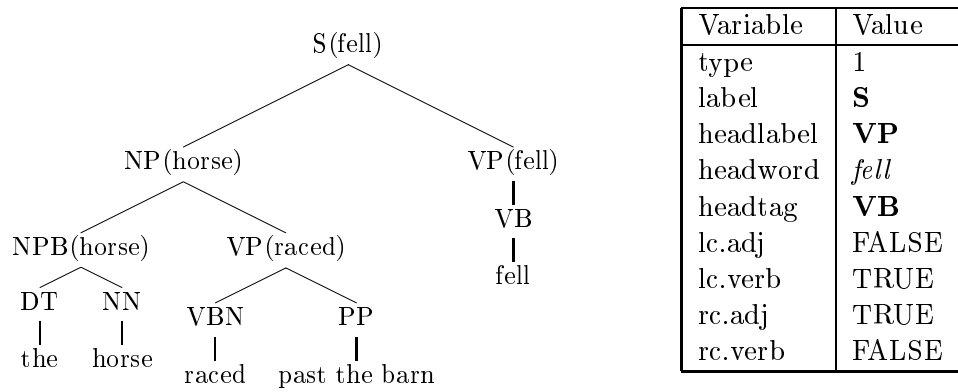 S(fell)
NP(horse) VP(fell)
VB
NPB(horse) VP(raced)
fell
DT NN
VBN PP
the horse
raced past the barn
Variable Value
type 1
label S
headlabel VP
headword fell
headtag VB
lc.adj FALSE
lc.verb TRUE
rc.adj TRUE
rc.verb FALSE